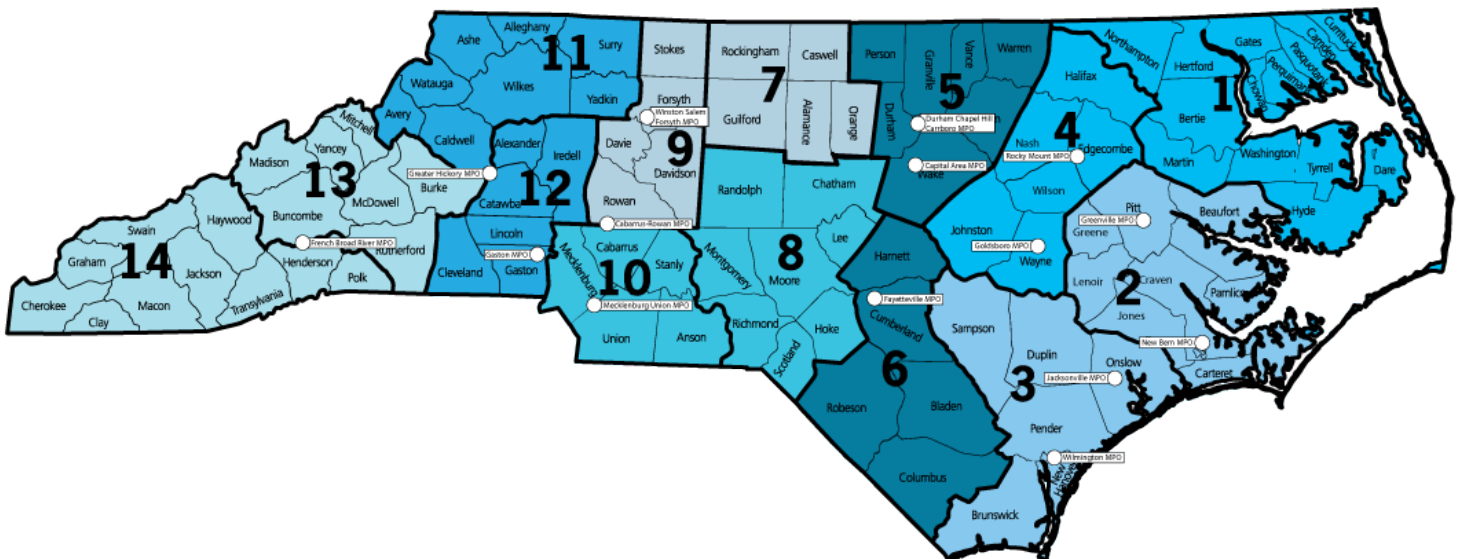 11
Ashe
Alleghany
Surry
Watauga
Wilkes
Yadkin
Avery
Caldwell
Stokes
Forsyth
Winston Salem
Forsyth MPO
9
Davie
Davidson
Rowan
Cabarrus-Rowan MPO
7
Rockingham
Caswell
Guilford
Alamance
Orange
5
Person
Granville
Vance
Warren
Durham
Durham Chapel Hill
Carrboro MPO
Capital Area MPO
Wake
4
Halifax
Nash
Edgecombe
Rocky Mount MPO
Wilson
Johnston
Goldsboro MPO
Wayne
1
Northampton
Hertford
Gates
Currituck
Camden
Pasquotank
Perquimans
Chowan
Bertie
Martin
Washington
Tyrrell
Dare
Hyde
13
Mitchell
Yancey
Madison
Burke
McDowell
Buncombe
French Broad River MPO
Rutherford
Polk
14
Haywood
Swain
Graham
Jackson
Henderson
Transylvania
Cherokee
Macon
Clay
12
Alexander
Iredell
Greater Hickory MPO
Catawba
Lincoln
Gaston MPO
Cleveland
Gaston
10
Cabarrus
Stanly
Mecklenburg
Mecklenburg Union MPO
Union
Anson
8
Randolph
Chatham
Lee
Montgomery
Moore
Richmond
Hoke
Scotland
6
Harnett
Fayetteville MPO
Cumberland
Robeson
Bladen
Columbus
2
Pitt
Beaufort
Greenville MPO
Greene
Lenoir
Craven
Pamlico
Jones
New Bern MPO
Carteret
3
Sampson
Duplin
Onslow
Jacksonville MPO
Pender
Wilmington MPO
New
Hanover
Brunswick